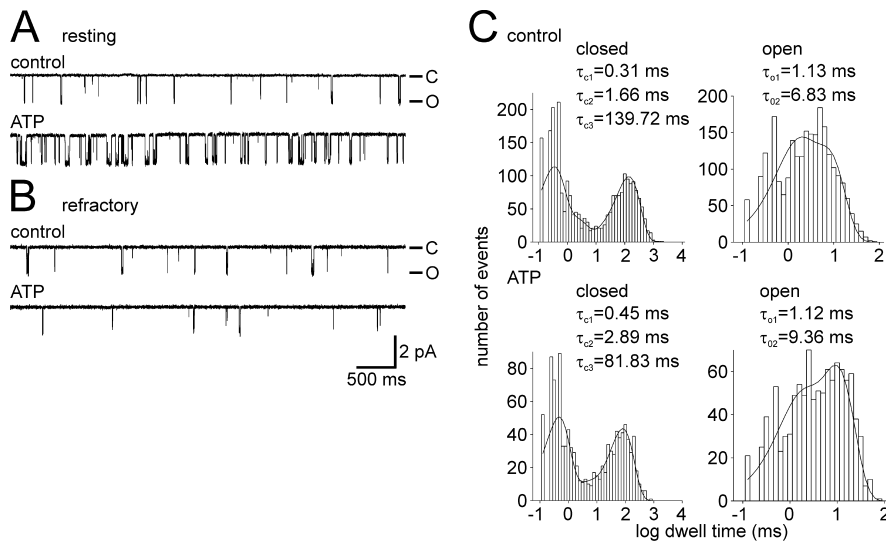 A resting
control
C
O
ATP
B refractory
control
C
O
ATP
2 pA
500 ms
C control
closed
τc1=0.31 ms
τc2=1.66 ms
τc3=139.72 ms
open
τo1=1.13 ms
τ02=6.83 ms
200
150
100
50
0
-1 0 1 2 3 4
200
150
100
50
0
-1 0 1 2
number of events
ATP
closed
τc1=0.45 ms
τc2=2.89 ms
τc3=81.83 ms
open
τo1=1.12 ms
τ02=9.36 ms
80
60
40
20
0
-1 0 1 2 3 4
60
40
20
0
-1 0 1 2
log dwell time (ms)